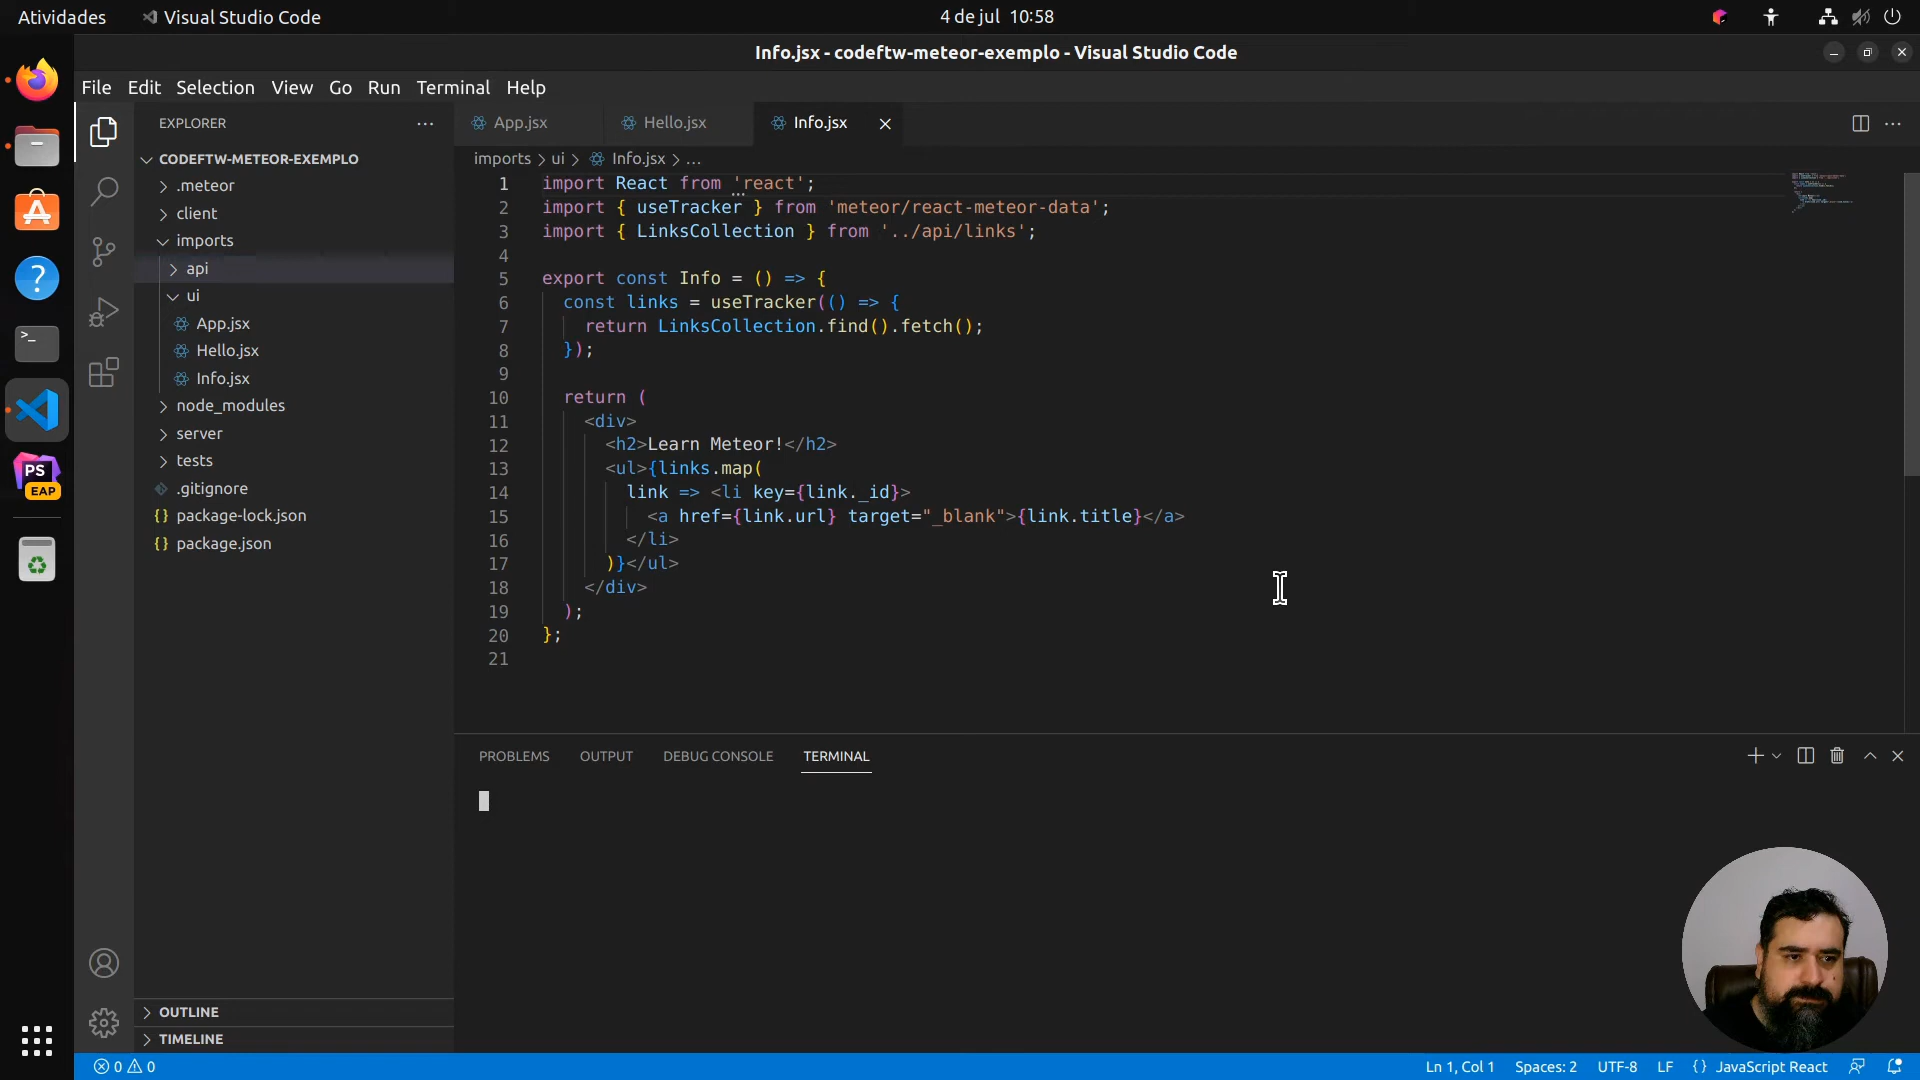 Atividades
Visual Studio Code
4 de jul 10:58
Info.jsx - codeftw-meteor-exemplo - Visual Studio Code
File Edit Selection View Go Run Terminal Help
EXPLORER
CODEFTW-METEOR-EXEMPLO
.meteor
client
imports
api
ui
App.jsx
Hello.jsx
Info.jsx
node_modules
server
tests
.gitignore
{} package-lock.json
{} package.json
OUTLINE
TIMELINE
App.jsx Hello.jsx Info.jsx
imports > ui > Info.jsx > ...
1 import React from 'react';
2 import { useTracker } from 'meteor/react-meteor-data';
3 import { LinksCollection } from '../api/links';
4
5 export const Info = () => {
6 const links = useTracker(() => {
7 return LinksCollection.find().fetch();
8 });
9
10 return (
11 <div>
12 <h2>Learn Meteor!</h2>
13 <ul>{links.map(
14 link => <li key={link._id}>
15 <a href={link.url} target="_blank">{link.title}</a>
16 </li>
17 )}</ul>
18 </div>
19 );
20 };
21
PROBLEMS OUTPUT DEBUG CONSOLE TERMINAL
PS
EAP
0 0
Ln 1, Col 1 Spaces: 2 UTF-8 LF {} JavaScript React